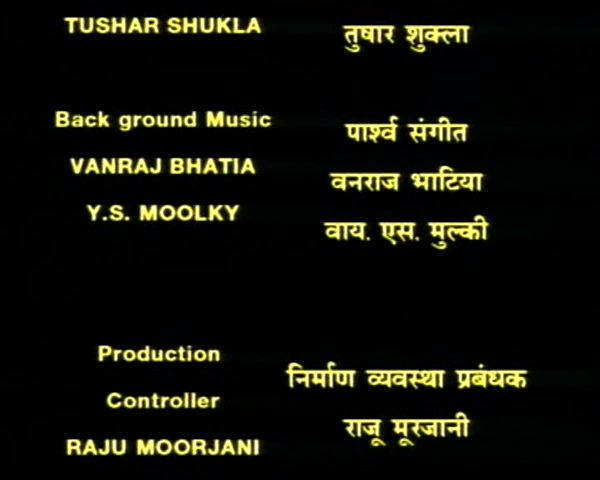 TUSHAR SHUKLA
तुषार शुक्ला
Back ground Music
पार्श्व संगीत
VANRAJ BHATIA
वनराज भाटिया
Y.S. MOOLKY
वाय. एस. मुल्की
Production
Controller
निर्माण व्यवस्था प्रबंधक
RAJU MOORJANI
राजू मूरजानी